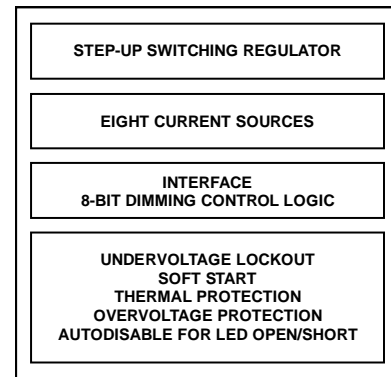 STEP-UP SWITCHING REGULATOR
EIGHT CURRENT SOURCES
INTERFACE
8-BIT DIMMING CONTROL LOGIC
UNDERVOLTAGE LOCKOUT
SOFT START
THERMAL PROTECTION
OVERVOLTAGE PROTECTION
AUTODISABLE FOR LED OPEN/SHORT